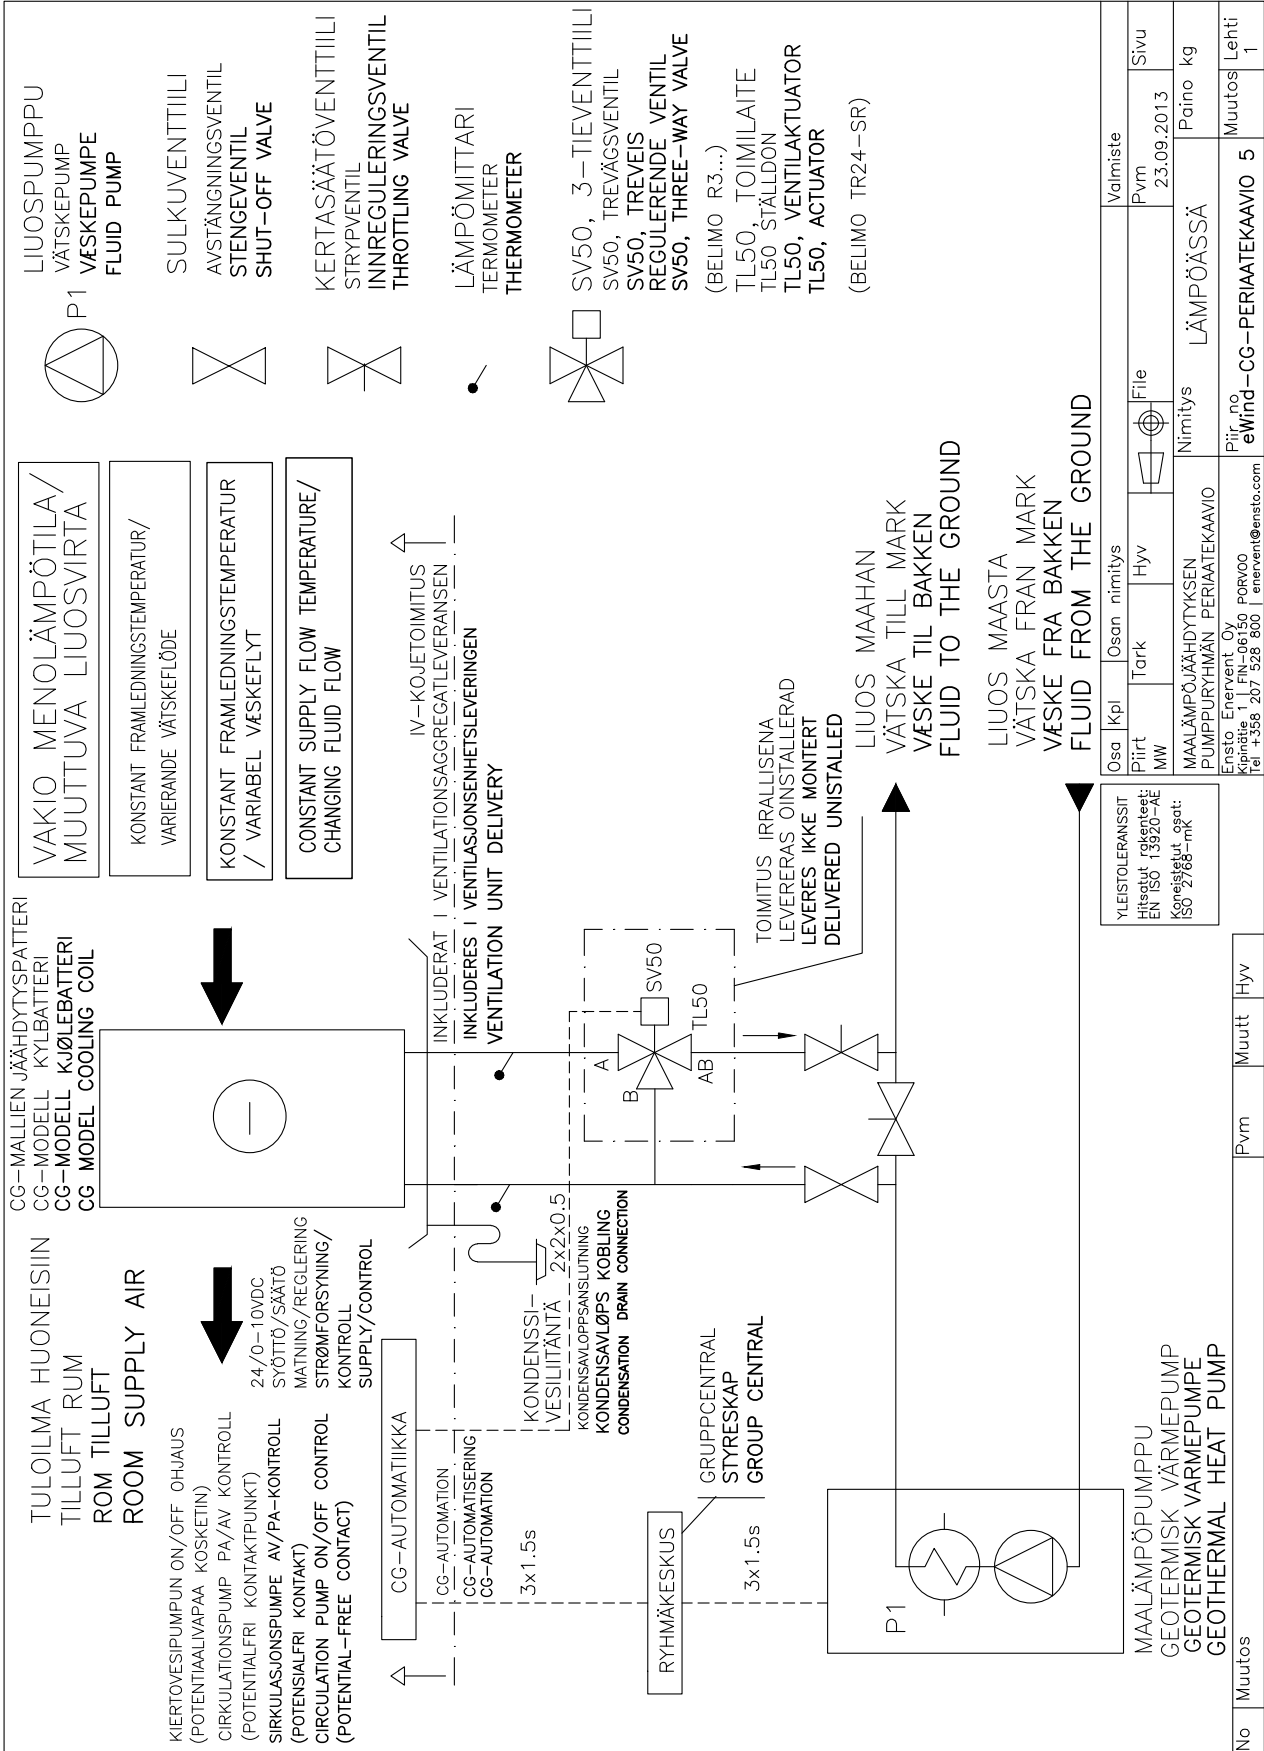 TULOILMA HUONEISIIN
TILLUFT RUM
ROM TILLUFT
ROOM SUPPLY AIR
CG-MALLIEN JÄÄHDYTYSPATTERI
CG-MODELL KYLBATTERI
CG-MODELL KJØLEBATTERI
CG MODEL COOLING COIL
VAKIO MENOLÄMPÖTILA/
MUUTTUVA LIUOSVIRTA
KONSTANT FRAMLEDNINGSTEMPERATUR/
VARIERANDE VÄTSKEFLÖDE
KONSTANT FRAMLEDNINGSTEMPERATUR
/ VARIABEL VÆSKEFLYT
CONSTANT SUPPLY FLOW TEMPERATURE/
CHANGING FLUID FLOW
P1
LIUOSPUMPPU
VÄTSKEPUMP
VÆSKEPUMPE
FLUID PUMP
SULKUVENTTIILI
AVSTÄNGNINGSVENTIL
STENGEVENTIL
SHUT-OFF VALVE
KERTASÄÄTÖVENTTIILI
STRYPVENTIL
INNREGULERINGSVENTIL
THROTTLING VALVE
LÄMPÖMITTARI
TERMOMETER
THERMOMETER
SV50, 3-TIEVENTTIILI
SV50, TREVÄGSVENTIL
SV50, TREVEIS
REGULERENDE VENTIL
SV50, THREE-WAY VALVE
(BELIMO R3...)
TL50, TOIMILAITE
TL50 STÄLLDON
TL50, VENTILAKTUATOR
TL50, ACTUATOR
(BELIMO TR24-SR)
KIERTOVESIPUMPUN ON/OFF OHJAUS
(POTENTIAALIVAPAA KOSKETIN)
CIRKULATIONSPUMP PA/AV KONTROLL
(POTENTIALFRI KONTAKTPUNKT)
SIRKULASJONSPUMPE AV/PA-KONTROLL
(POTENSIALFRI KONTAKT)
CIRCULATION PUMP ON/OFF CONTROL
(POTENTIAL-FREE CONTACT)
24/0-10VDC
SYÖTTÖ/SÄÄTÖ
MATNING/REGLERING
STRØMFORSYNING/
KONTROLL
SUPPLY/CONTROL
CG-AUTOMATIIKKA
CG-AUTOMATION
CG-AUTOMATISERING
CG-AUTOMATION
3x1.5s
IV-KOJETOIMITUS
INKLUDERAT I VENTILATIONSAGGREGATLEVERANSEN
INKLUDERES I VENTILASJONSENHETSLEVERINGEN
VENTILATION UNIT DELIVERY
KONDENSSI-
VESILIITÄNTÄ
2x2x0.5
KONDENSAVLOPPSANSLUTNING
KONDENSAVLØPS KOBLING
CONDENSATION DRAIN CONNECTION
A
B
AB
SV50
TL50
TOIMITUS IRRALLISENA
LEVERERAS OINSTALLERAD
LEVERES IKKE MONTERT
DELIVERED UNISTALLED
GRUPPCENTRAL
STYRESKAP
GROUP CENTRAL
RYHMÄKESKUS
3x1.5s
P1
LIUOS MAAHAN
VÄTSKA TILL MARK
VÆSKE TIL BAKKEN
FLUID TO THE GROUND
LIUOS MAASTA
VÄTSKA FRAN MARK
VÆSKE FRA BAKKEN
FLUID FROM THE GROUND
MAALÄMPÖPUMPPU
GEOTERMISK VÄRMEPUMP
GEOTERMISK VARMEPUMPE
GEOTHERMAL HEAT PUMP
YLEISTOLERANSSIT
Hitsatut rakenteet:
EN ISO 13920-AE
Koneistetut osat:
ISO 2768-mK
No Muutos Pvm Muutt Hyv
Osa Kpl Osan nimitys Valmiste
Piirt Tark Hyv File Pvm Sivu
MW 23.09.2013
MAALÄMPÖJÄÄHDYTYKSEN
PUMPPURYHMÄN PERIAATEKAAVIO
Nimitys LÄMPÖÄSSÄ Paino kg
Ensto Enervent Oy
Kipinätie 1 | FIN-06150 PORVOO
Tel +358 207 528 800 | enervent@ensto.com
Piir no
eWind-CG-PERIAATEKAAVIO 5
Muutos Lehti
1